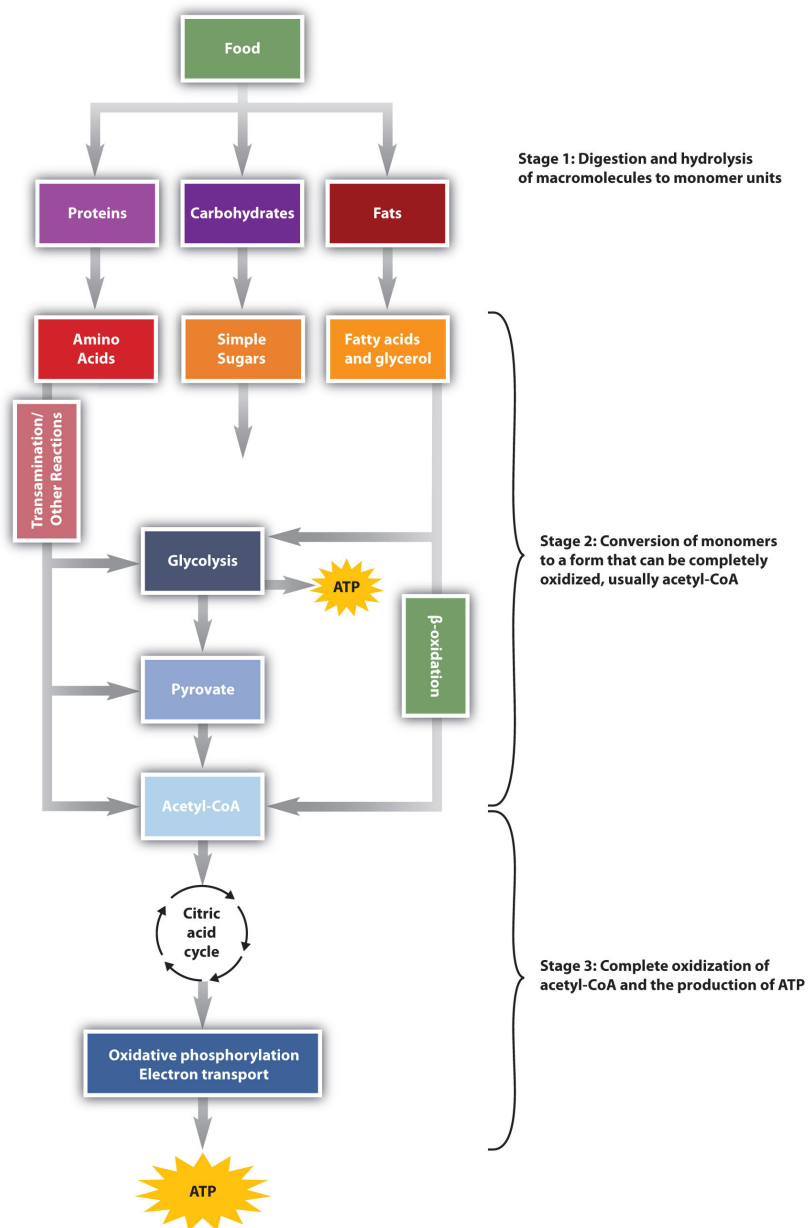 Food
Stage 1: Digestion and hydrolysis
of macromolecules to monomer units
Proteins
Carbohydrates
Fats
Amino
Acids
Simple
Sugars
Fatty acids
and glycerol
Transamination/
Other Reactions
Glycolysis
ATP
Stage 2: Conversion of monomers
to a form that can be completely
oxidized, usually acetyl-CoA
β-oxidation
Pyrovate
Acetyl-CoA
Citric
acid
cycle
Stage 3: Complete oxidization of
acetyl-CoA and the production of ATP
Oxidative phosphorylation
Electron transport
ATP